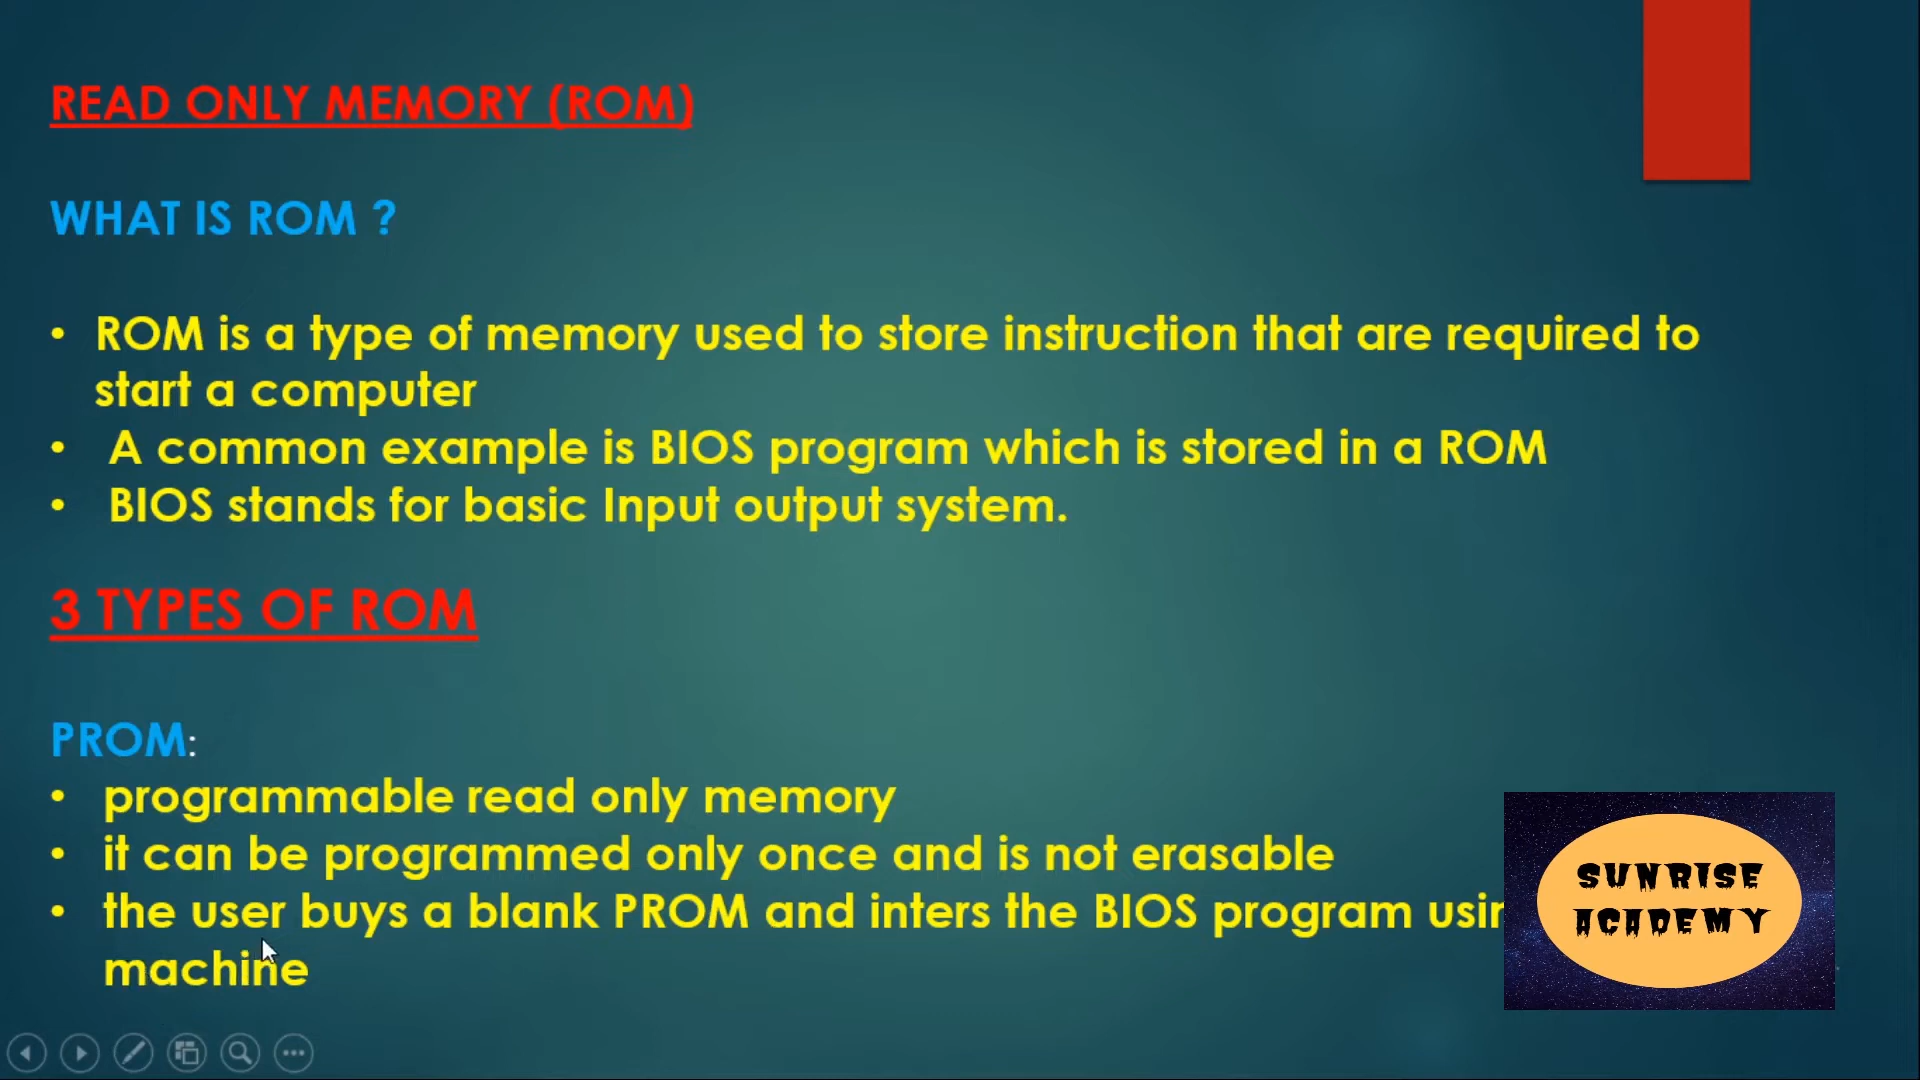 READ ONLY MEMORY (ROM)
WHAT IS ROM ?
• ROM is a type of memory used to store instruction that are required to
start a computer
• A common example is BIOS program which is stored in a ROM
• BIOS stands for basic Input output system.
3 TYPES OF ROM
PROM:
• programmable read only memory
• it can be programmed only once and is not erasable
• the user buys a blank PROM and inters the BIOS program
machine
SUNRISE
ACADEMY